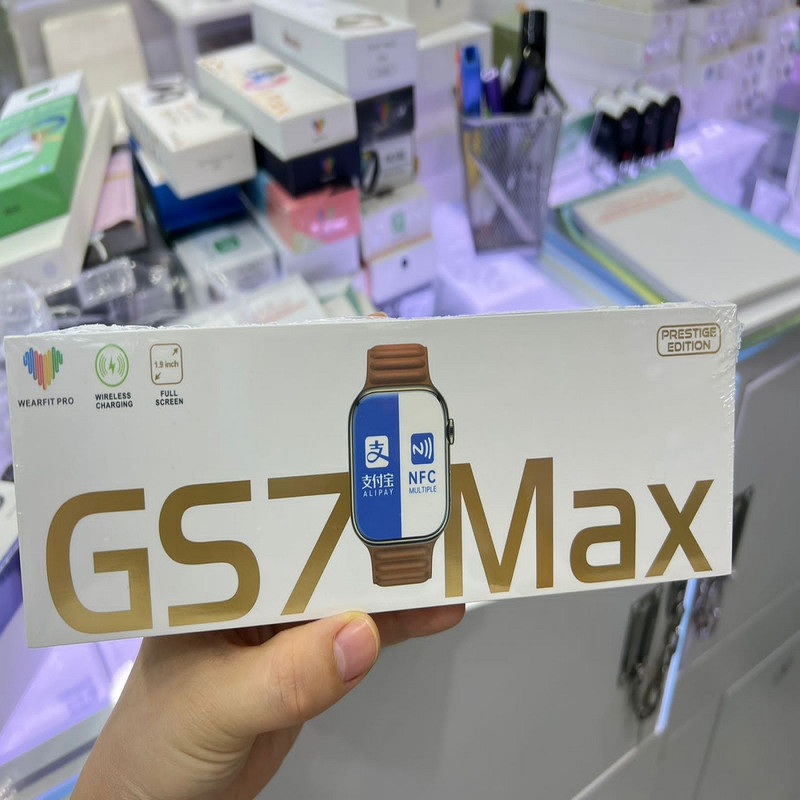 WEARFIT PRO
WIRELESS
CHARGING
1.9 inch
FULL
SCREEN
PRESTIGE
EDITION
支付宝
ALIPAY
N
NFC
MULTIPLE
GS7 Max
Max